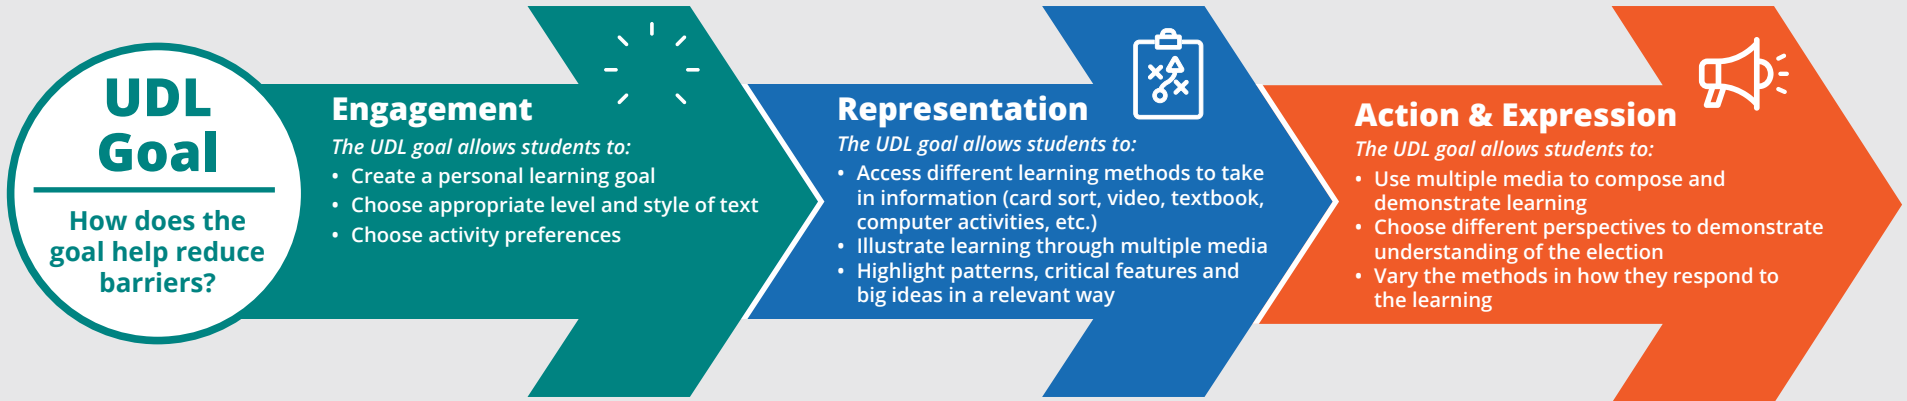 UDL
Goal
How does the
goal help reduce
barriers?
Engagement
The UDL goal allows students to:
• Create a personal learning goal
• Choose appropriate level and style of text
• Choose activity preferences
Representation
The UDL goal allows students to:
• Access different learning methods to take
in information (card sort, video, textbook,
computer activities, etc.)
• Illustrate learning through multiple media
• Highlight patterns, critical features and
big ideas in a relevant way
Action & Expression
The UDL goal allows students to:
• Use multiple media to compose and
demonstrate learning
• Choose different perspectives to demonstrate
understanding of the election
• Vary the methods in how they respond to
the learning